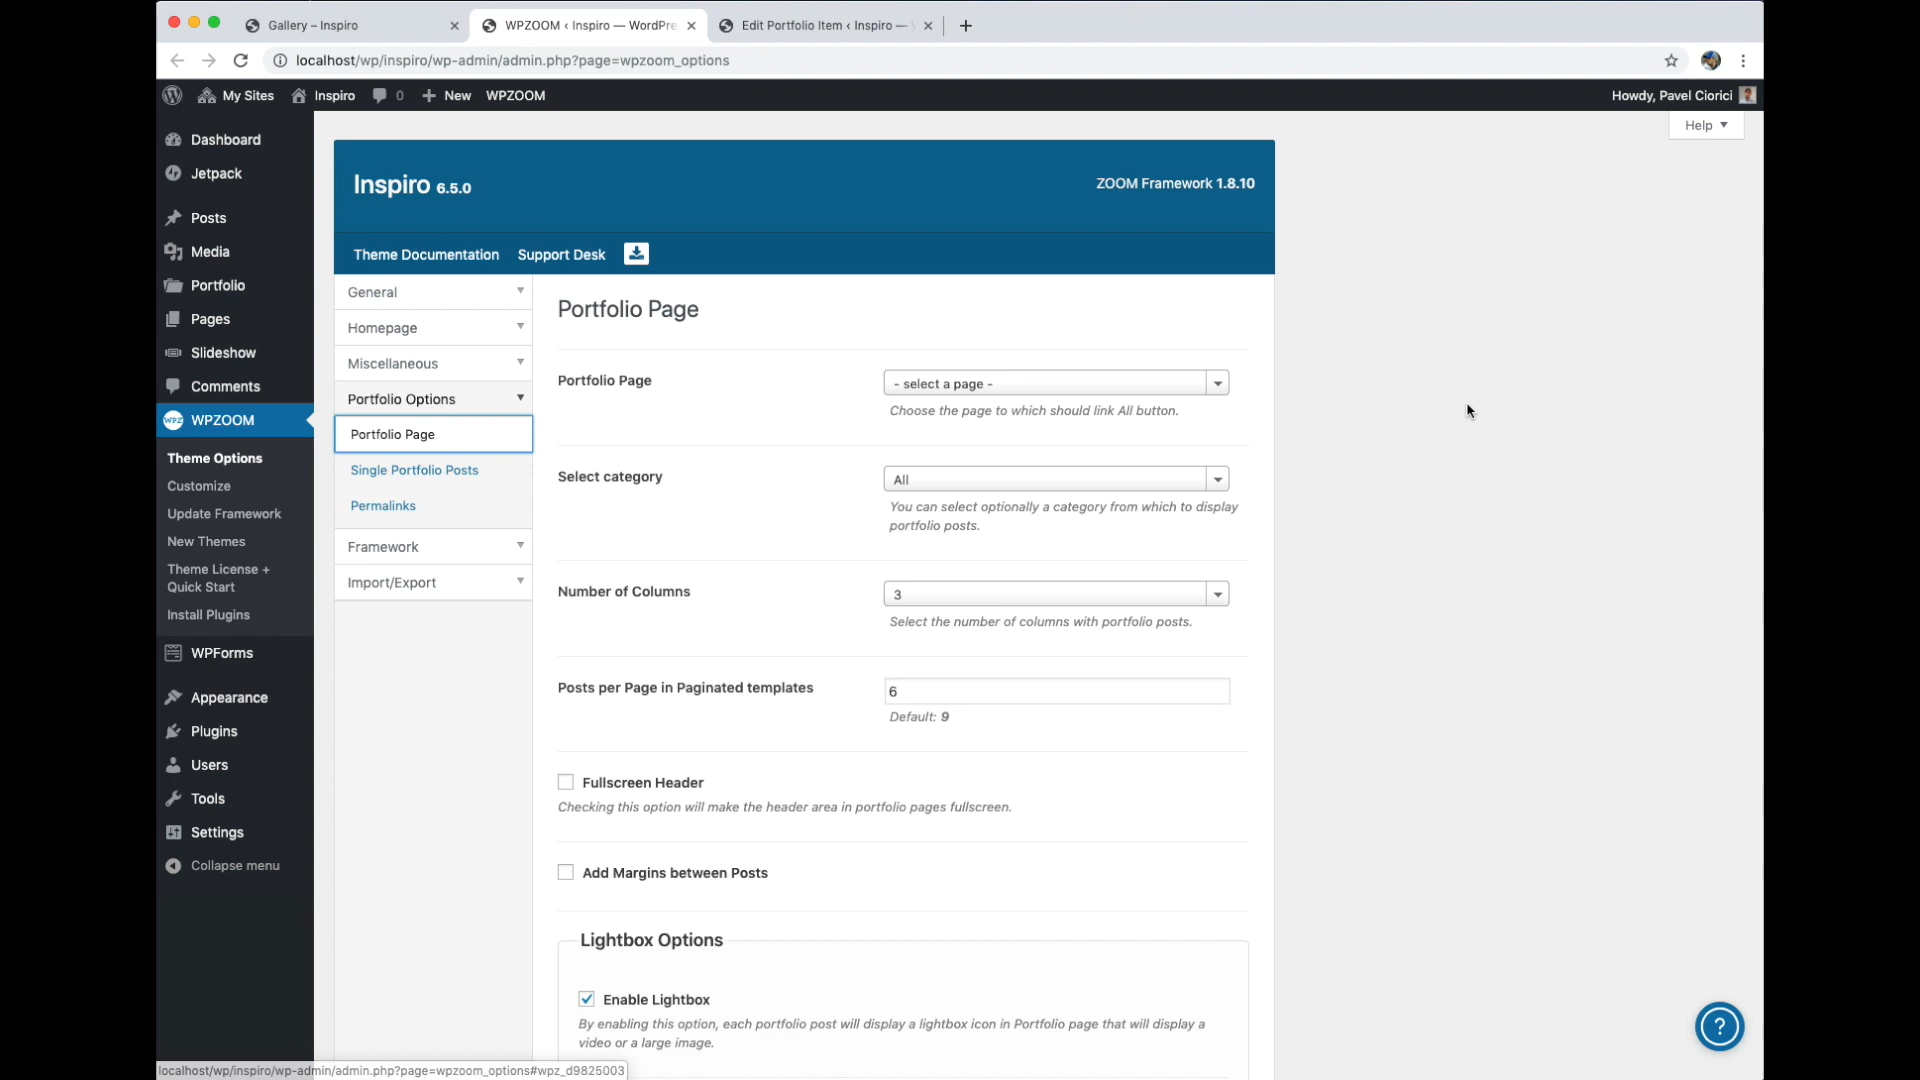 Gallery – Inspiro
WPZOOM ‹ Inspiro — WordPre
Edit Portfolio Item ‹ Inspiro —
localhost/wp/inspiro/wp-admin/admin.php?page=wpzoom_options
My Sites
Inspiro
0
New
WPZOOM
Howdy, Pavel Ciorici
Help
Dashboard
Jetpack
Posts
Media
Portfolio
Pages
Slideshow
Comments
WPZ WPZOOM
Theme Options
Customize
Update Framework
New Themes
Theme License +
Quick Start
Install Plugins
WPForms
Appearance
Plugins
Users
Tools
Settings
Collapse menu
Inspiro 6.5.0
ZOOM Framework 1.8.10
Theme Documentation
Support Desk
General
Homepage
Miscellaneous
Portfolio Options
Portfolio Page
Single Portfolio Posts
Permalinks
Framework
Import/Export
Portfolio Page
Portfolio Page
- select a page -
Choose the page to which should link All button.
Select category
All
You can select optionally a category from which to display
portfolio posts.
Number of Columns
3
Select the number of columns with portfolio posts.
Posts per Page in Paginated templates
6
Default: 9
Fullscreen Header
Checking this option will make the header area in portfolio pages fullscreen.
Add Margins between Posts
Lightbox Options
Enable Lightbox
By enabling this option, each portfolio post will display a lightbox icon in Portfolio page that will display a
video or a large image.
?
localhost/wp/inspiro/wp-admin/admin.php?page=wpzoom_options#wpz_d9825003